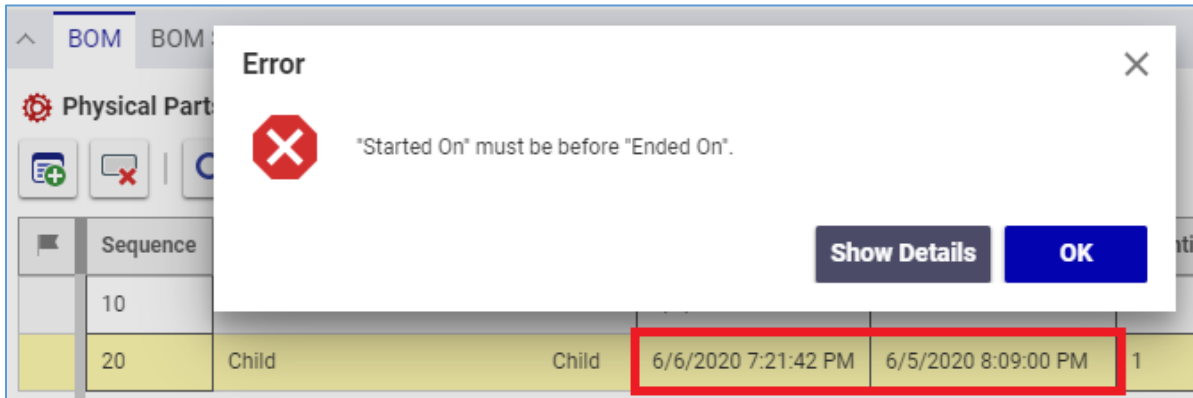 BOM BOM
Error
Physical Part
"Started On" must be before "Ended On".
Show Details OK
Sequence
10
20 Child Child 6/6/2020 7:21:42 PM 6/5/2020 8:09:00 PM 1